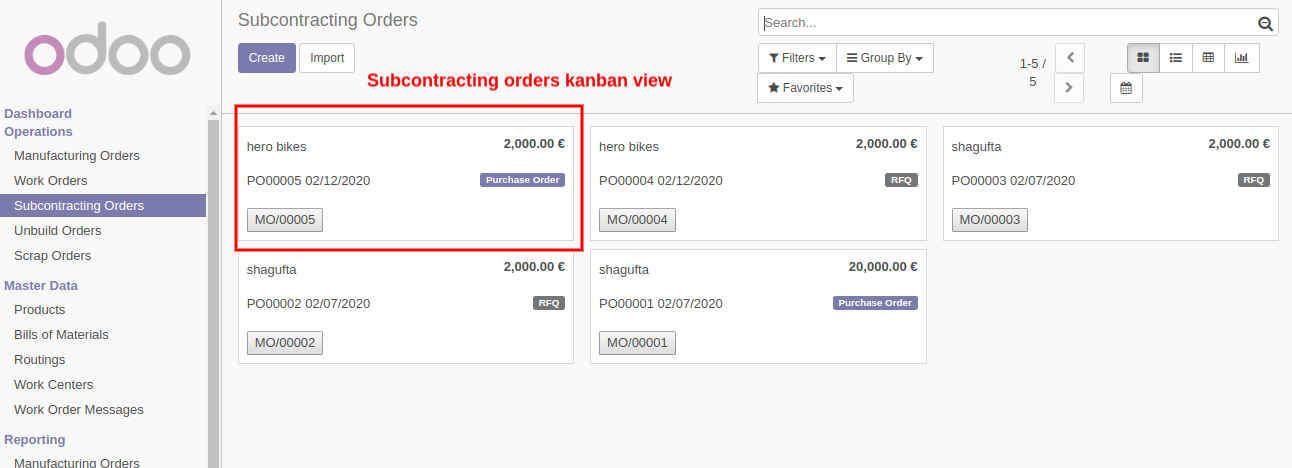 odoo
Dashboard
Operations
Manufacturing Orders
Work Orders
Subcontracting Orders
Unbuild Orders
Scrap Orders
Master Data
Products
Bills of Materials
Routings
Work Centers
Work Order Messages
Reporting
Manufacturing Orders
Subcontracting Orders
Search...
Create
Import
Filters
Group By
Favorites
1-5 /
5
Subcontracting orders kanban view
hero bikes 2,000.00 €
PO00005 02/12/2020 Purchase Order
MO/00005
hero bikes 2,000.00 €
PO00004 02/12/2020 RFQ
MO/00004
shagufta 2,000.00 €
PO00003 02/07/2020 RFQ
MO/00003
shagufta 2,000.00 €
PO00002 02/07/2020 RFQ
MO/00002
shagufta 20,000.00 €
PO00001 02/07/2020 Purchase Order
MO/00001